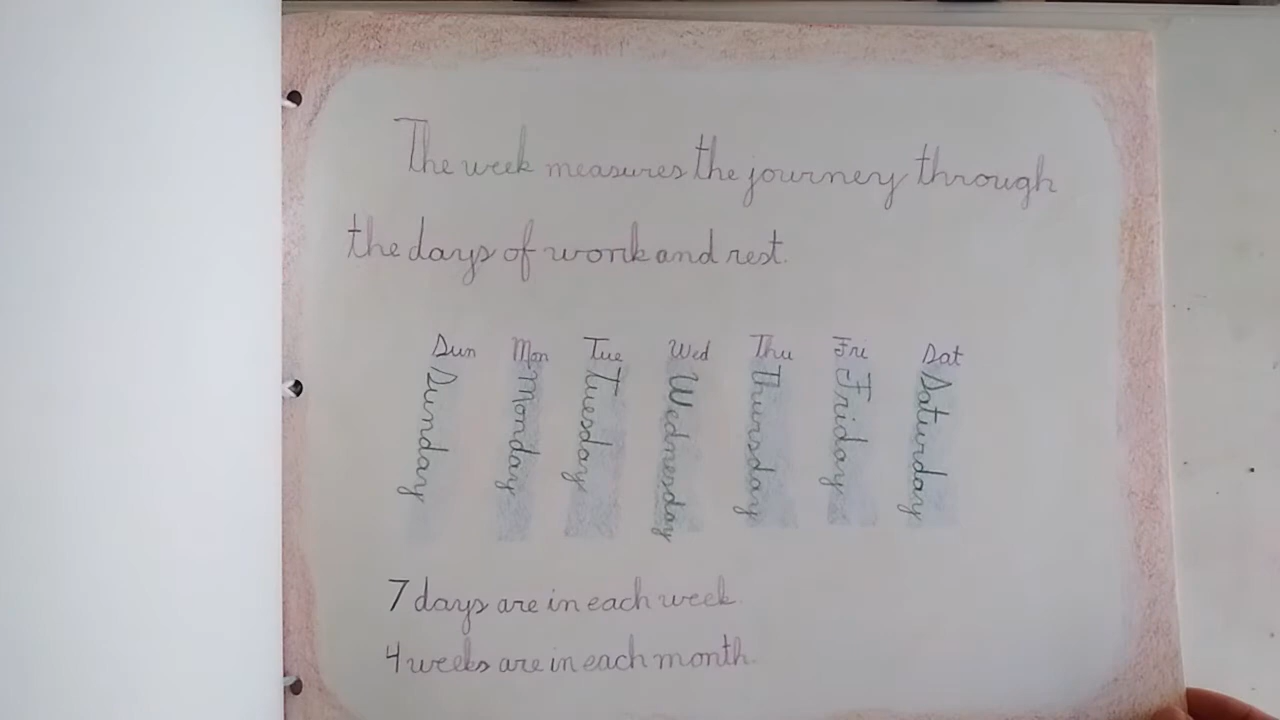 The week measures the journey through
the days of work and rest.
Sun Mon Tue Wed Thu Fri Sat
Sunday Monday Tuesday Wednesday Thursday Friday Saturday
7 days are in each week.
4 weeks are in each month.